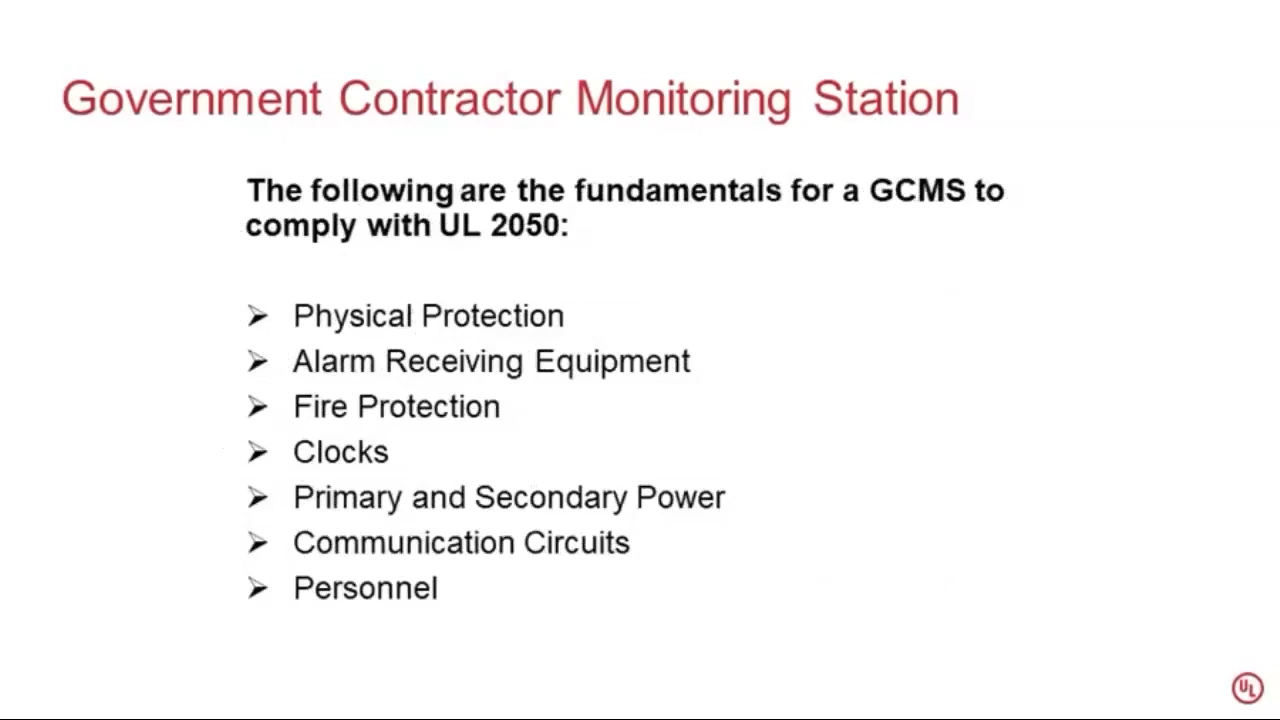 Government Contractor Monitoring Station
The following are the fundamentals for a GCMS to
comply with UL 2050:
➢ Physical Protection
➢ Alarm Receiving Equipment
➢ Fire Protection
➢ Clocks
➢ Primary and Secondary Power
➢ Communication Circuits
➢ Personnel
UL